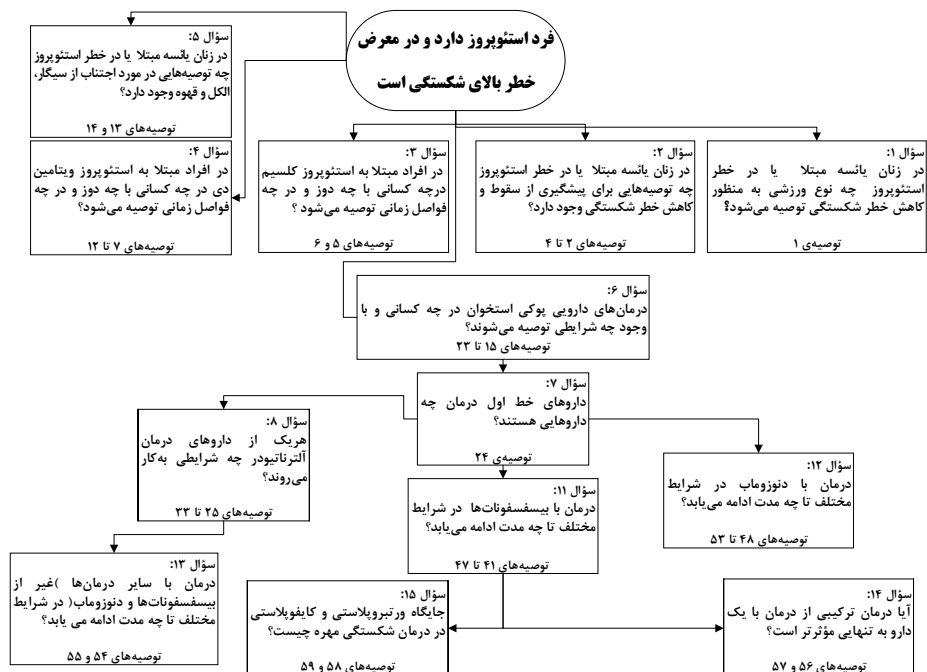 فرد استئوپروز دارد و در معرض
خطر بالای شکستگی است
سؤال ۵:
در زنان یائسه مبتلا یا در خطر استئوپروز
چه توصیه‌هایی در مورد اجتناب از سیگار،
الکل و قهوه وجود دارد؟
توصیه‌های ۱۳ و ۱۴
سؤال ۱:
در زنان یائسه مبتلا یا در خطر
استئوپروز چه نوع ورزشی به منظور
کاهش خطر شکستگی توصیه می‌شود؟
توصیه‌ی ۱
سؤال ۲:
در زنان یائسه مبتلا یا در خطر استئوپروز
چه توصیه‌هایی برای پیشگیری از سقوط و
کاهش خطر شکستگی وجود دارد؟
توصیه‌های ۲ تا ۴
سؤال ۳:
در افراد مبتلا به استئوپروز کلسیم
درچه کسانی با چه دوز و در چه
فواصل زمانی توصیه می‌شود ؟
توصیه‌های ۵ و ۶
سؤال ۴:
در افراد مبتلا به استئوپروز ویتامین
دی در چه کسانی با چه دوز و در چه
فواصل زمانی توصیه می‌شود؟
توصیه‌های ۷ تا ۱۲
سؤال ۶:
درمان‌های دارویی پوکی استخوان در چه کسانی و با
وجود چه شرایطی توصیه می‌شوند؟
توصیه‌های ۱۵ تا ۲۳
سؤال ۷:
داروهای خط اول درمان چه
داروهایی هستند؟
توصیه‌ی ۲۴
سؤال ۸:
هریک از داروهای درمان
آلترناتیودر چه شرایطی به‌کار
می‌روند؟
توصیه‌های ۲۵ تا ۳۳
سؤال ۱۲:
درمان با دنوزوماب در شرایط
مختلف تا چه مدت ادامه می‌یابد؟
توصیه‌های ۴۸ تا ۵۳
سؤال ۱۱:
درمان با بیسفسفونات‌ها در شرایط
مختلف تا چه مدت ادامه می‌یابد؟
توصیه‌های ۴۱ تا ۴۷
سؤال ۱۳:
درمان با سایر درمان‌ها )غیر از
بیسفسفونات‌ها و دنوزوماب( در شرایط
مختلف تا چه مدت ادامه می یابد؟
توصیه‌های ۵۴ و ۵۵
سؤال ۱۴:
آیا درمان ترکیبی از درمان با یک
دارو به تنهایی مؤثرتر است؟
توصیه‌های ۵۶ و ۵۷
سؤال ۱۵:
جایگاه ورتبروپلاستی و کایفوپلاستی
در درمان شکستگی مهره چیست؟
توصیه‌های ۵۸ و ۵۹